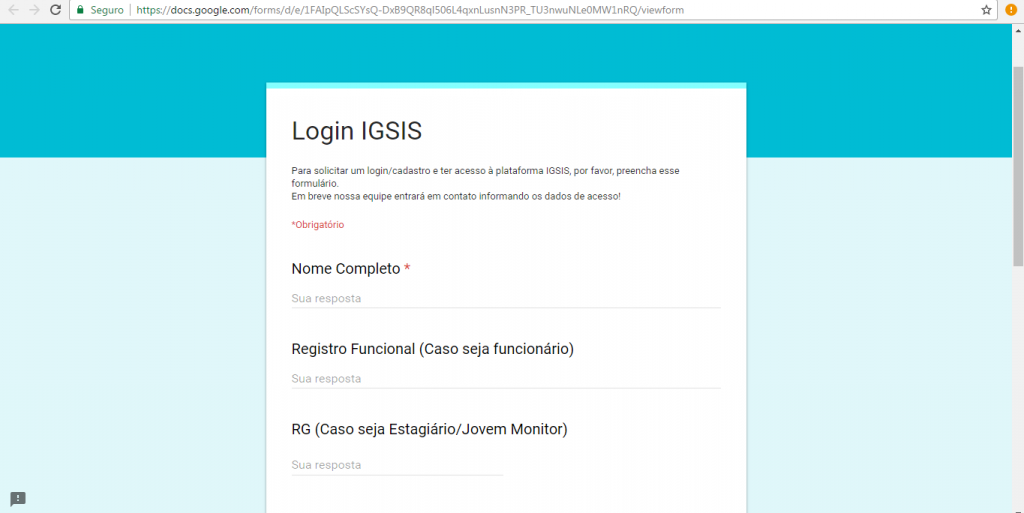 Seguro
https://docs.google.com/forms/d/e/1FAIpQLScSYsQ-DxB9QR8qI506L4qxnLusnN3PR_TU3nwuNLe0MW1nRQ/viewform
Login IGSIS
Para solicitar um login/cadastro e ter acesso à plataforma IGSIS, por favor, preencha esse
formulário.
Em breve nossa equipe entrará em contato informando os dados de acesso!
*Obrigatório
Nome Completo *
Sua resposta
Registro Funcional (Caso seja funcionário)
Sua resposta
RG (Caso seja Estagiário/Jovem Monitor)
Sua resposta